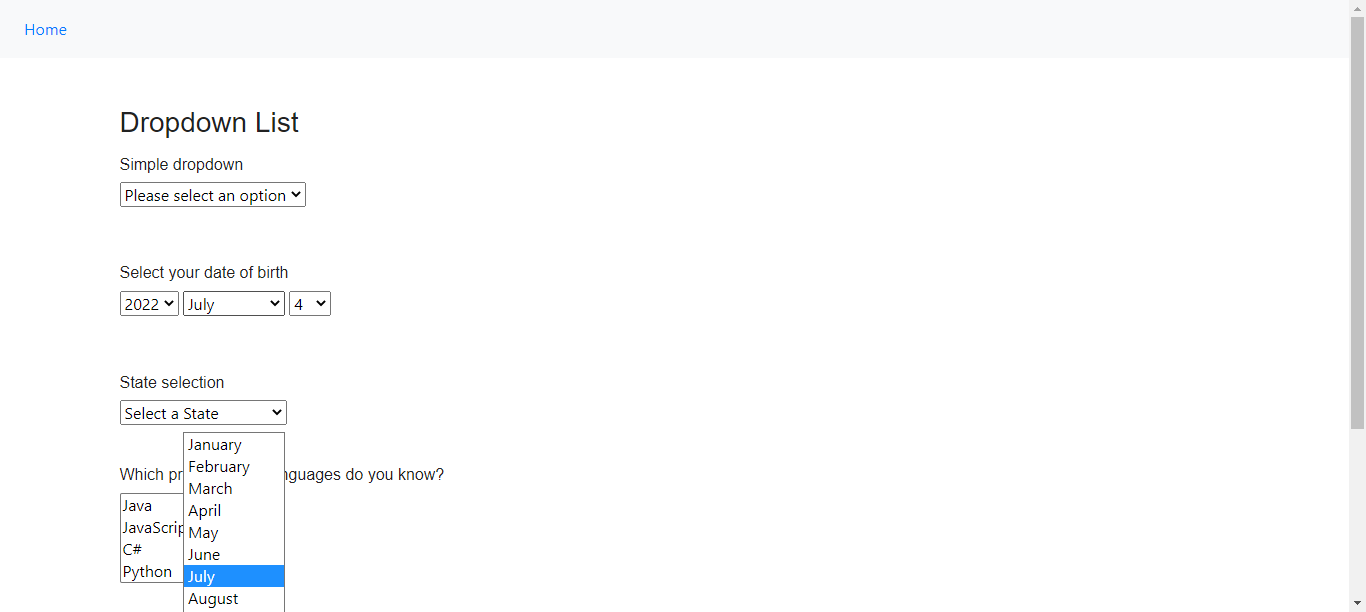 Home
Dropdown List
Simple dropdown
Please select an option
Select your date of birth
2022 July 4
State selection
Select a State
January
February
March
April
May
June
July
August
Which pr nguages do you know?
Java
JavaScrip
C#
Python